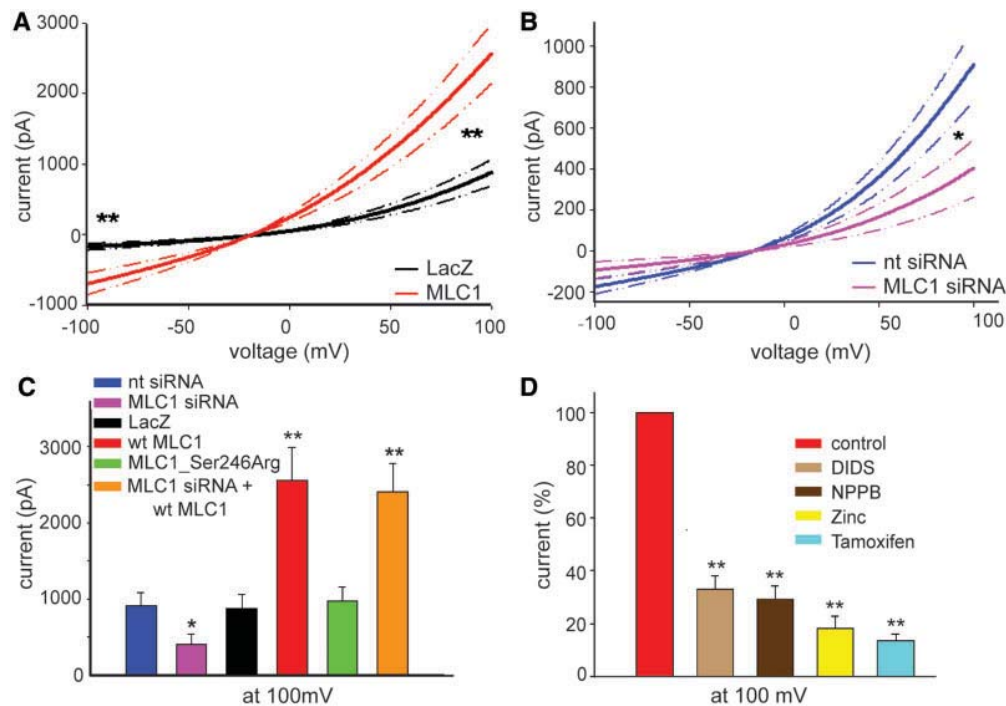 A
3000
2000
1000
0
-1000
current (pA)
**
**
LacZ
MLC1
-100
-50
0
50
100
voltage (mV)
B
1000
800
600
400
200
0
-200
current (pA)
*
nt siRNA
MLC1 siRNA
-100
-50
0
50
100
voltage (mV)
C
nt siRNA
MLC1 siRNA
LacZ
wt MLC1
MLC1_Ser246Arg
MLC1 siRNA +
wt MLC1
3000
2000
1000
0
current (pA)
*
**
**
at 100mV
D
100
80
60
40
20
0
current (%)
control
DIDS
NPPB
Zinc
Tamoxifen
**
**
**
**
at 100 mV